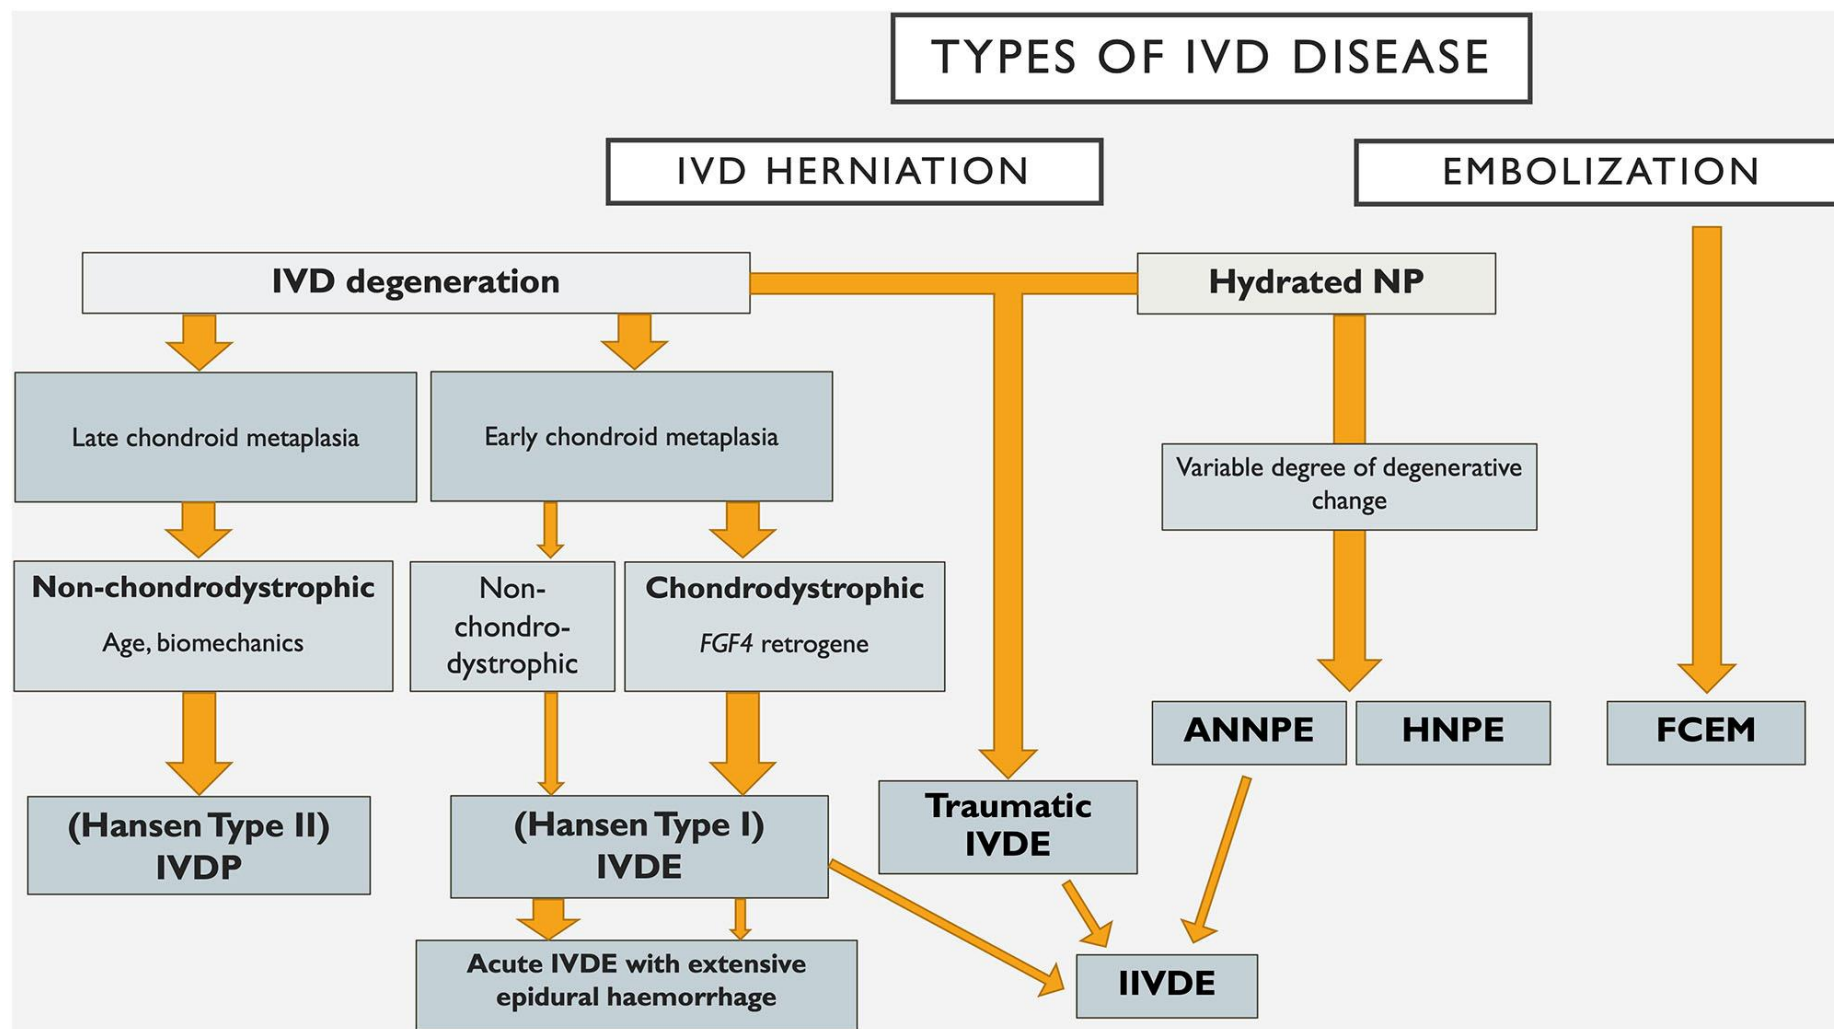 TYPES OF IVD DISEASE
IVD HERNIATION
EMBOLIZATION
IVD degeneration
Hydrated NP
Late chondroid metaplasia
Early chondroid metaplasia
Variable degree of degenerative
change
Non-chondrodystrophic
Age, biomechanics
Non-
chondro-
dystrophic
Chondrodystrophic
FGF4 retrogene
ANNPE
HNPE
FCEM
(Hansen Type II)
IVDP
(Hansen Type I)
IVDE
Traumatic
IVDE
Acute IVDE with extensive
epidural haemorrhage
IIVDE